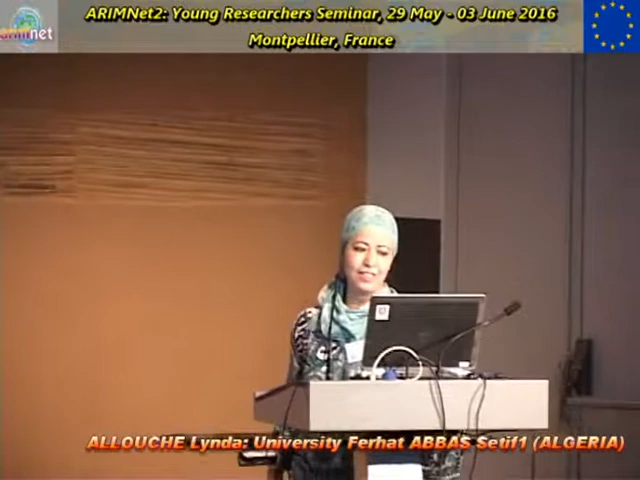 ARIMNet2: Young Researchers Seminar, 29 May - 03 June 2016
Montpellier, France
arimnet
ALLOUCHE Lynda: University Ferhat ABBAS Setif1 (ALGERIA)